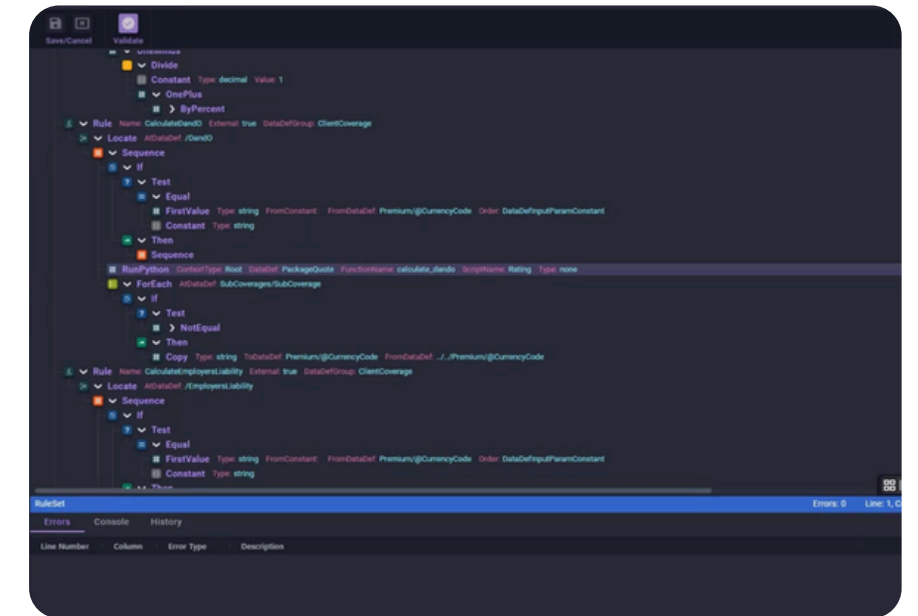 Save/Cancel Validate
OneMinus
Divide
Constant Type: decimal Value: 1
OnePlus
ByPercent
Rule Name: CalculateDandO External: true DataDefGroup: ClientCoverage
Locate AtDataDef: /DandO
Sequence
If
Test
Equal
FirstValue Type: string FromConstant: FromDataDef: Premium/@CurrencyCode Order: DataDefInputParamConstant
Constant Type: string
Then
Sequence
RunPython ContextType: Root DataDef: PackageQuote FunctionName: calculate_dando ScriptName: Rating Type: none
ForEach AtDataDef: SubCoverages/SubCoverage
If
Test
NotEqual
Then
Copy Type: string ToDataDef: Premium/@CurrencyCode FromDataDef: ../../Premium/@CurrencyCode
Rule Name: CalculateEmployersLiability External: true DataDefGroup: ClientCoverage
Locate AtDataDef: /EmployersLiability
Sequence
If
Test
Equal
FirstValue Type: string FromConstant: FromDataDef: Premium/@CurrencyCode Order: DataDefInputParamConstant
Constant Type: string
Then
RuleSet Errors: 0 Line: 1, C
Errors Console History
Line Number Column Error Type Description